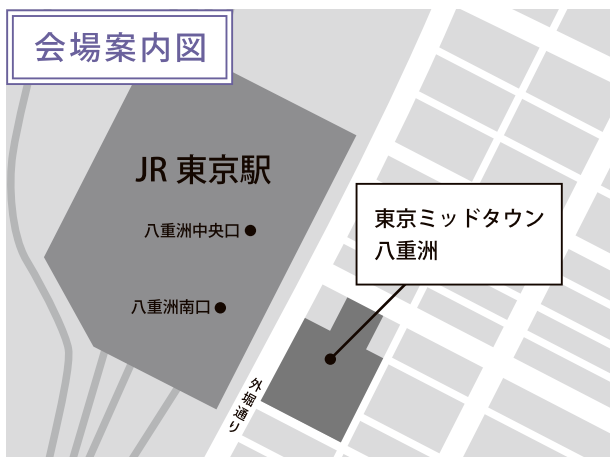 会場案内図
JR 東京駅
八重洲中央口
八重洲南口
東京ミッドタウン
八重洲
外堀通り